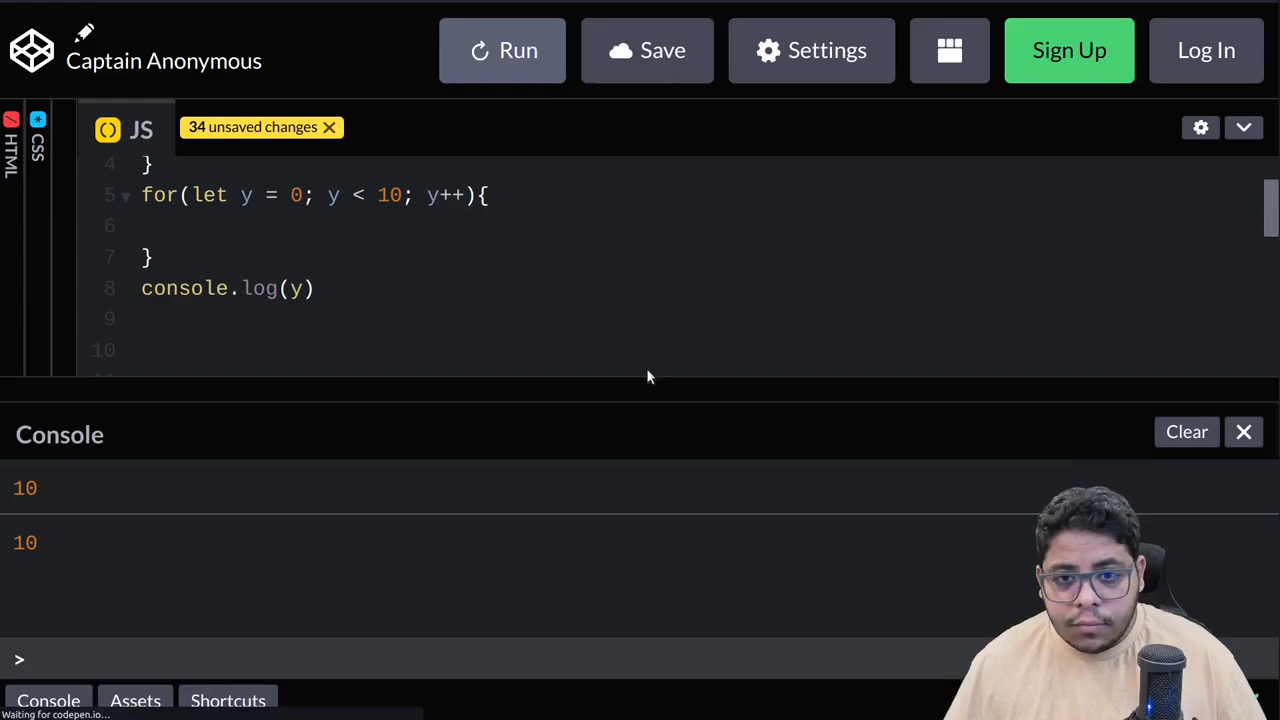 Captain Anonymous
Run
Save
Settings
Sign Up
Log In
HTML
CSS
JS
34 unsaved changes
4 }
5 for(let y = 0; y < 10; y++){
6
7 }
8 console.log(y)
9
10
Console
Clear
10
10
>
Console
Assets
Shortcuts
Waiting for codepen.io...